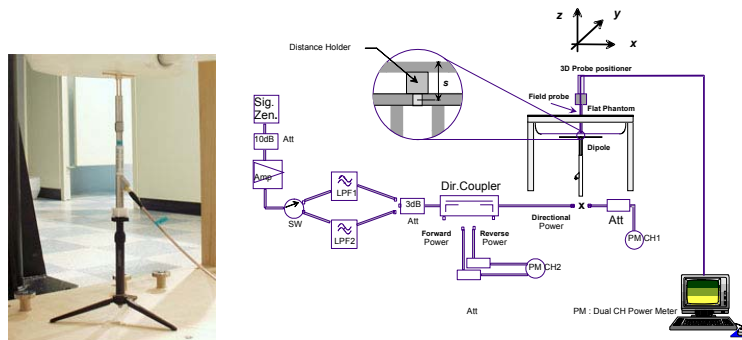 z
y
x
Distance Holder
s
3D Probe positioner
Field probe
Flat Phantom
Dipole
Sig.
Zen.
10dB
Att
Amp
SW
LPF1
LPF2
3dB
Att
Dir.Coupler
Forward
Power
Reverse
Power
Directional
Power
x
Att
PM CH1
PM CH2
Att
PM : Dual CH Power Meter